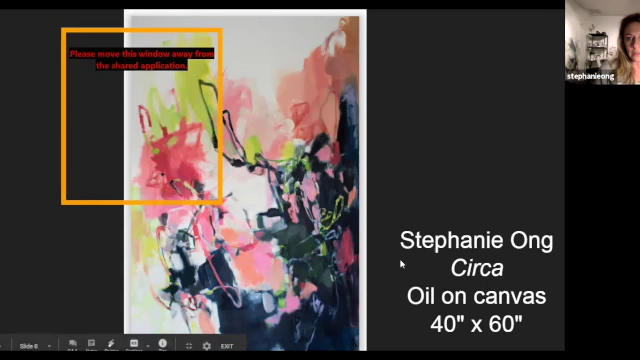 Please move this window away from
the shared application.
stephanieong
Stephanie Ong
Circa
Oil on canvas
40" x 60"
Slide 8
EXIT